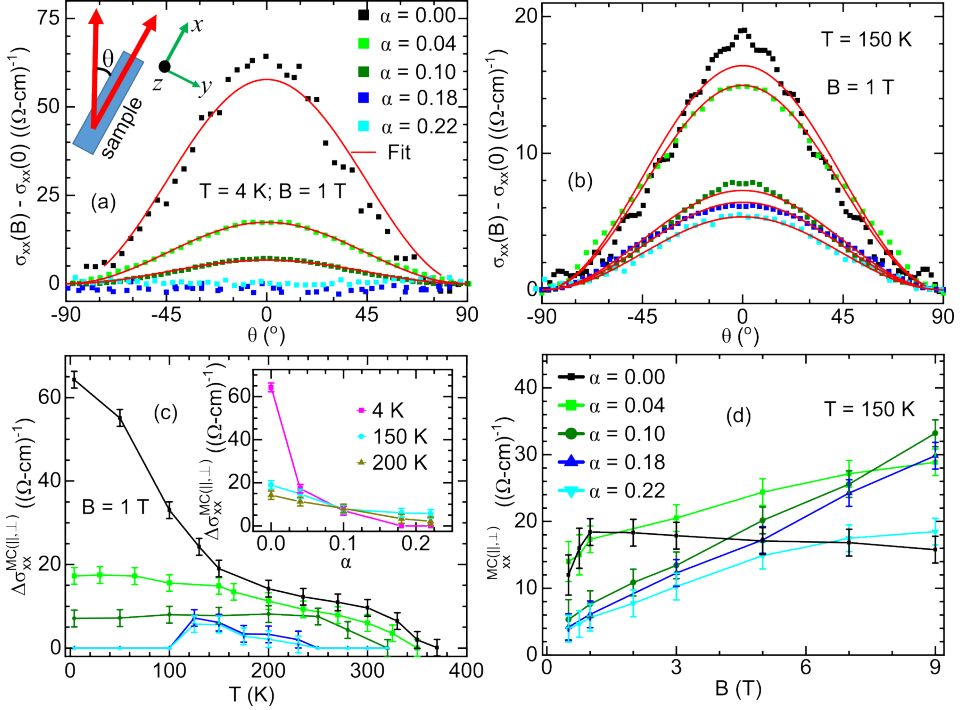 σxx(B) - σxx(0) ((Ω-cm)-1)
75
50
25
0
-90 -45 0 45 90
θ (o)
θ
sample
x
y
z
α = 0.00
α = 0.04
α = 0.10
α = 0.18
α = 0.22
Fit
(a)
T = 4 K; B = 1 T
σxx(B) - σxx(0) ((Ω-cm)-1)
20
10
0
-90 -45 0 45 90
θ (o)
T = 150 K
B = 1 T
(b)
Δσxx MC(||,⊥) ((Ω-cm)-1)
60
40
20
0
0 100 200 300 400
T (K)
(c)
B = 1 T
Δσxx MC(||,⊥) ((Ω-cm)-1)
60
40
20
0
0.0 0.1 0.2
α
4 K
150 K
200 K
xx MC(||,⊥) ((Ω-cm)-1)
40
30
20
10
0
0 3 6 9
B (T)
α = 0.00
α = 0.04
α = 0.10
α = 0.18
α = 0.22
(d)
T = 150 K